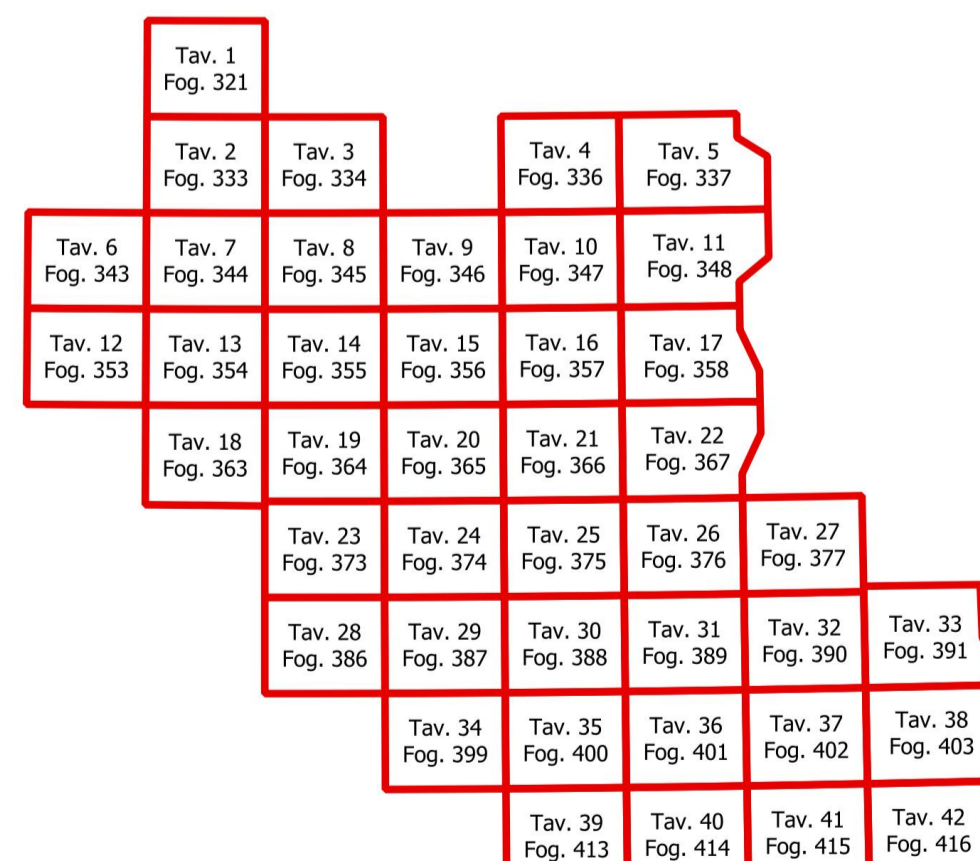 Tav. 1
Fog. 321
Tav. 2
Fog. 333
Tav. 3
Fog. 334
Tav. 4
Fog. 336
Tav. 5
Fog. 337
Tav. 6
Fog. 343
Tav. 7
Fog. 344
Tav. 8
Fog. 345
Tav. 9
Fog. 346
Tav. 10
Fog. 347
Tav. 11
Fog. 348
Tav. 12
Fog. 353
Tav. 13
Fog. 354
Tav. 14
Fog. 355
Tav. 15
Fog. 356
Tav. 16
Fog. 357
Tav. 17
Fog. 358
Tav. 18
Fog. 363
Tav. 19
Fog. 364
Tav. 20
Fog. 365
Tav. 21
Fog. 366
Tav. 22
Fog. 367
Tav. 23
Fog. 373
Tav. 24
Fog. 374
Tav. 25
Fog. 375
Tav. 26
Fog. 376
Tav. 27
Fog. 377
Tav. 28
Fog. 386
Tav. 29
Fog. 387
Tav. 30
Fog. 388
Tav. 31
Fog. 389
Tav. 32
Fog. 390
Tav. 33
Fog. 391
Tav. 34
Fog. 399
Tav. 35
Fog. 400
Tav. 36
Fog. 401
Tav. 37
Fog. 402
Tav. 38
Fog. 403
Tav. 39
Fog. 413
Tav. 40
Fog. 414
Tav. 41
Fog. 415
Tav. 42
Fog. 416